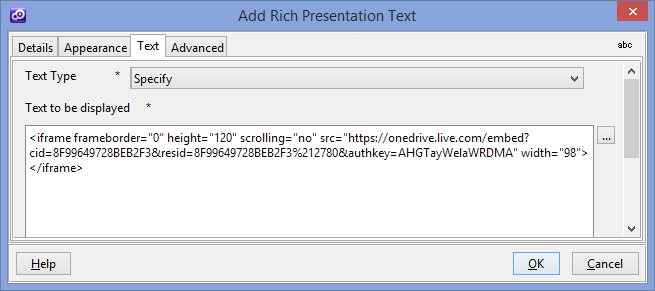 Add Rich Presentation Text
Details Appearance Text Advanced abc
Text Type * Specify
Text to be displayed *
<iframe frameborder="0" height="120" scrolling="no" src="https://onedrive.live.com/embed?
cid=8F99649728BEB2F3&resid=8F99649728BEB2F3%212780&authkey=AHGTayWelaWRDMA" width="98">
</iframe>
...
Help OK Cancel